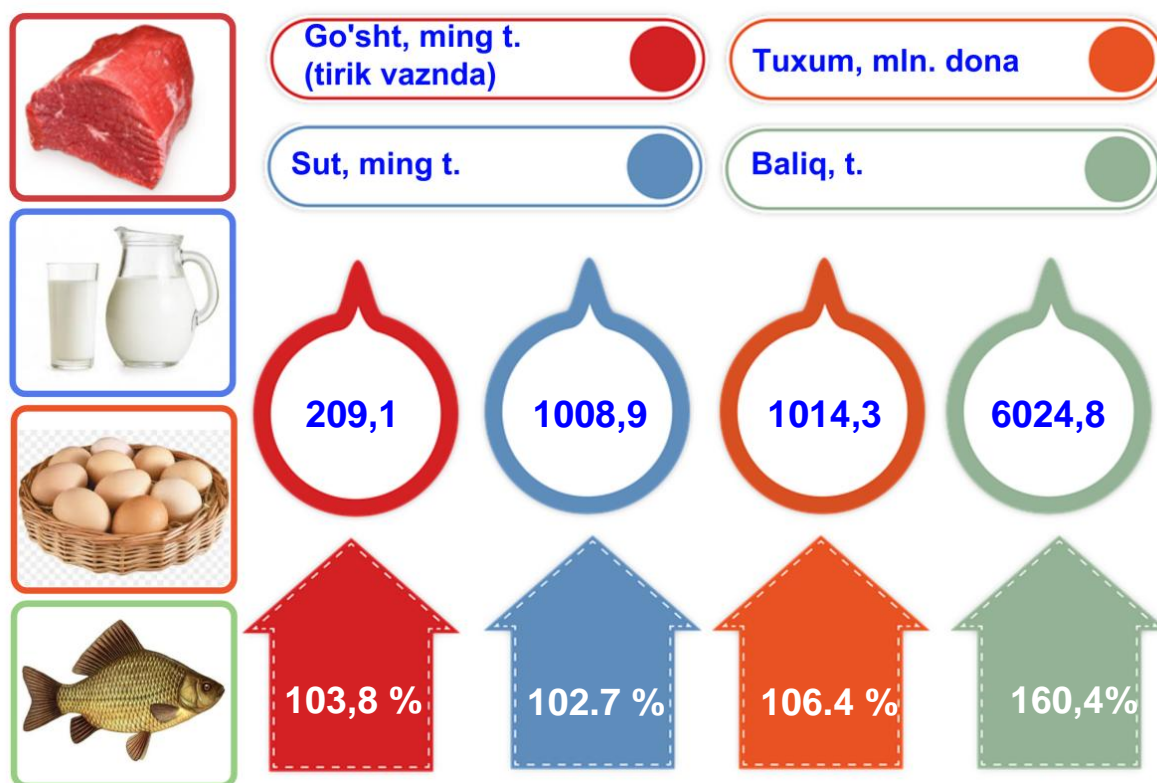 Go'sht, ming t.
(tirik vaznda)
Tuxum, mln. dona
Sut, ming t.
Baliq, t.
209,1
1008,9
1014,3
6024,8
103,8 %
102.7 %
106.4 %
160,4%